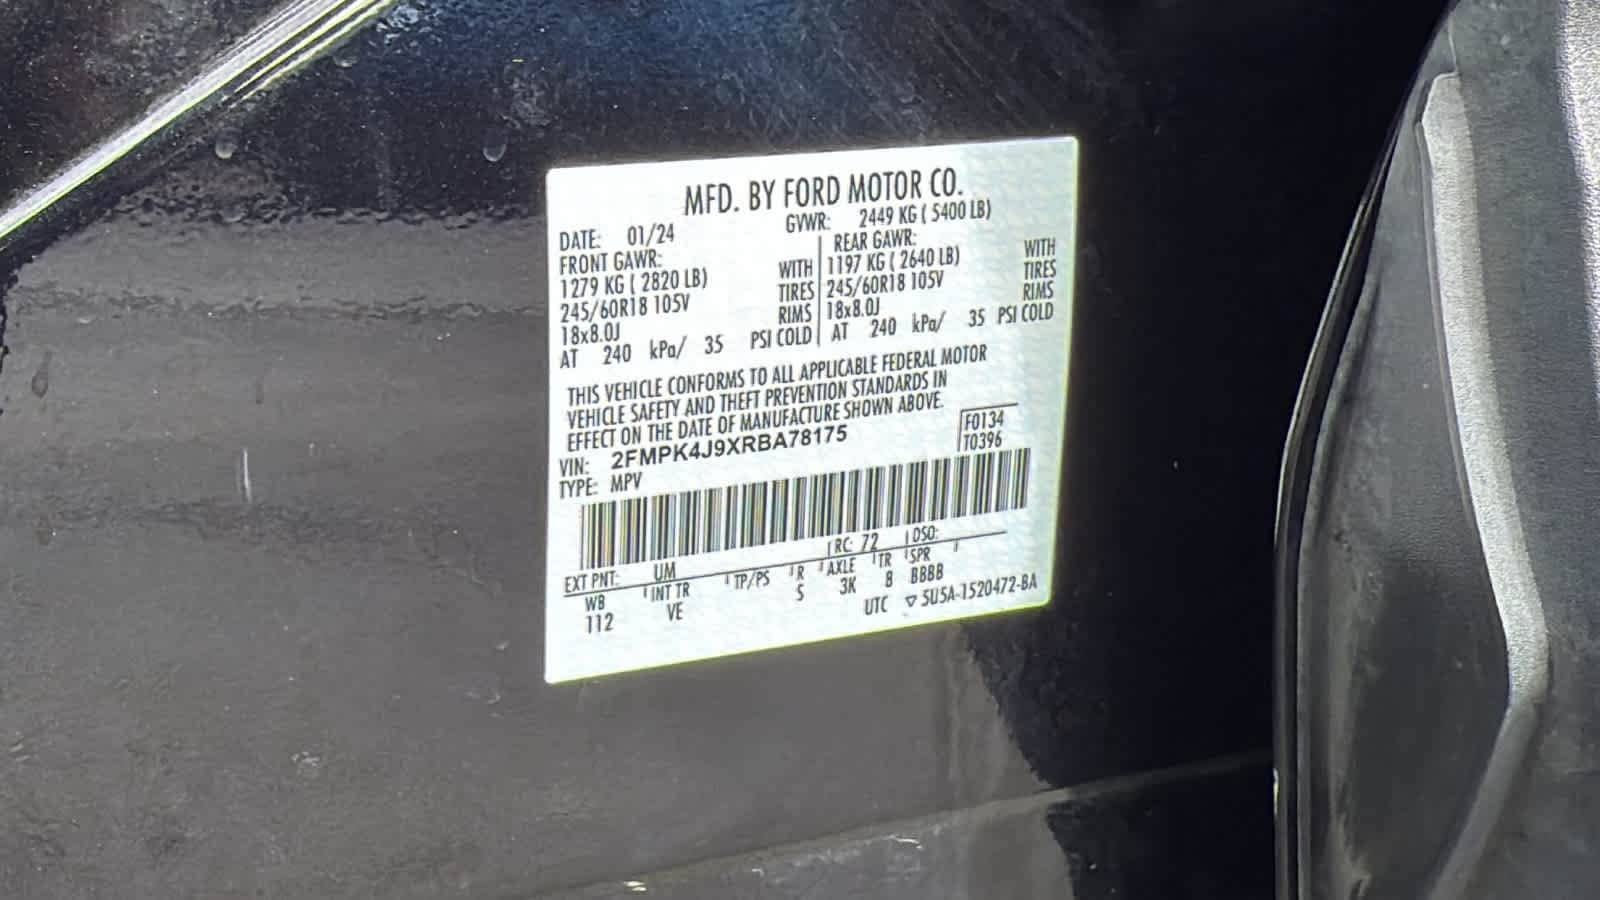 MFD. BY FORD MOTOR CO.
DATE: 01/24 GVWR: 2449 KG ( 5400 LB)
FRONT GAWR: REAR GAWR:
1279 KG ( 2820 LB) WITH 1197 KG ( 2640 LB) WITH
245/60R18 105V TIRES 245/60R18 105V TIRES
18x8.0J RIMS 18x8.0J RIMS
AT 240 kPa/ 35 PSI COLD AT 240 kPa/ 35 PSI COLD
THIS VEHICLE CONFORMS TO ALL APPLICABLE FEDERAL MOTOR
VEHICLE SAFETY AND THEFT PREVENTION STANDARDS IN
EFFECT ON THE DATE OF MANUFACTURE SHOWN ABOVE.
VIN: 2FMPK4J9XRBA78175 F0134
TYPE: MPV T0396
EXT PNT: UM RC: 72 DSO:
WB INT TR TP/PS R AXLE TR SPR
112 VE S 3K 8 BBBB
UTC ▽ 5U5A-1520472-BA